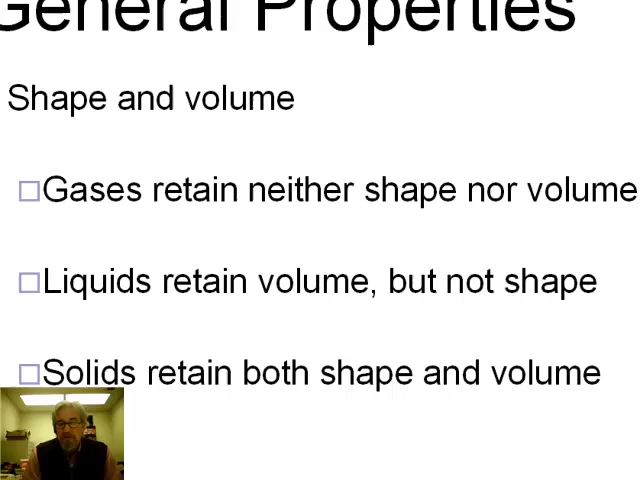 General Properties
Shape and volume
Gases retain neither shape nor volume
Liquids retain volume, but not shape
Solids retain both shape and volume